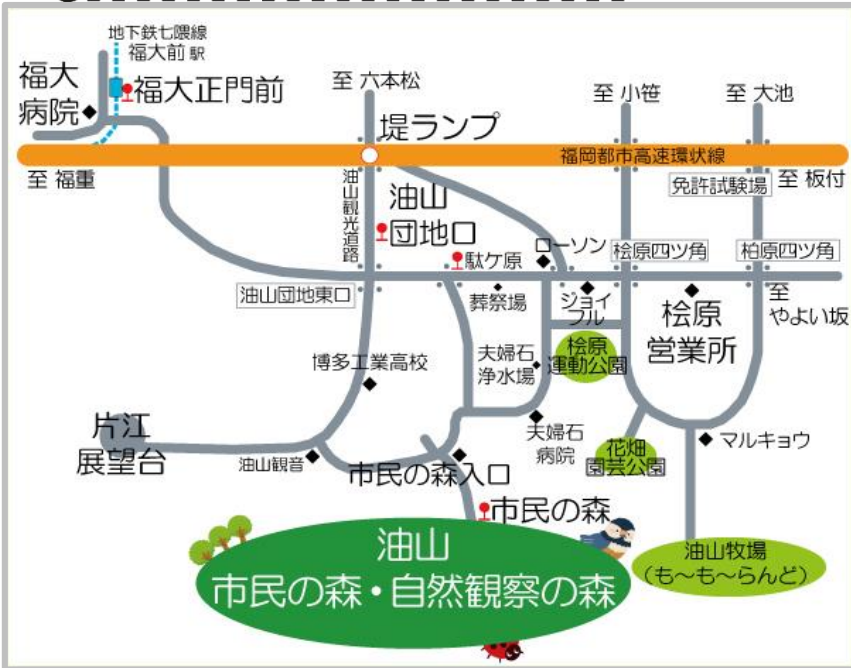 地下鉄七隈線
福大前駅
福大
病院
福大正門前
至 六本松
至 小笹
至 大池
堤ランプ
福岡都市高速環状線
至 福重
油山観光道路
免許試験場
至 板付
油山
団地口
駄ケ原
ローソン
桧原四ツ角
柏原四ツ角
油山団地東口
葬祭場
ジョイ
フル
桧原
営業所
至
やよい坂
博多工業高校
夫婦石
浄水場
桧原
運動公園
片江
展望台
油山観音
市民の森入口
夫婦石
病院
花畑
園芸公園
マルキョウ
市民の森
油山
市民の森・自然観察の森
油山牧場
(も〜も〜らんど)